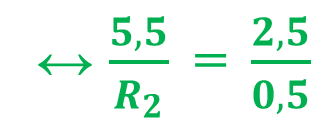 ↔ 5,5/R₂ = 2,5/0,5